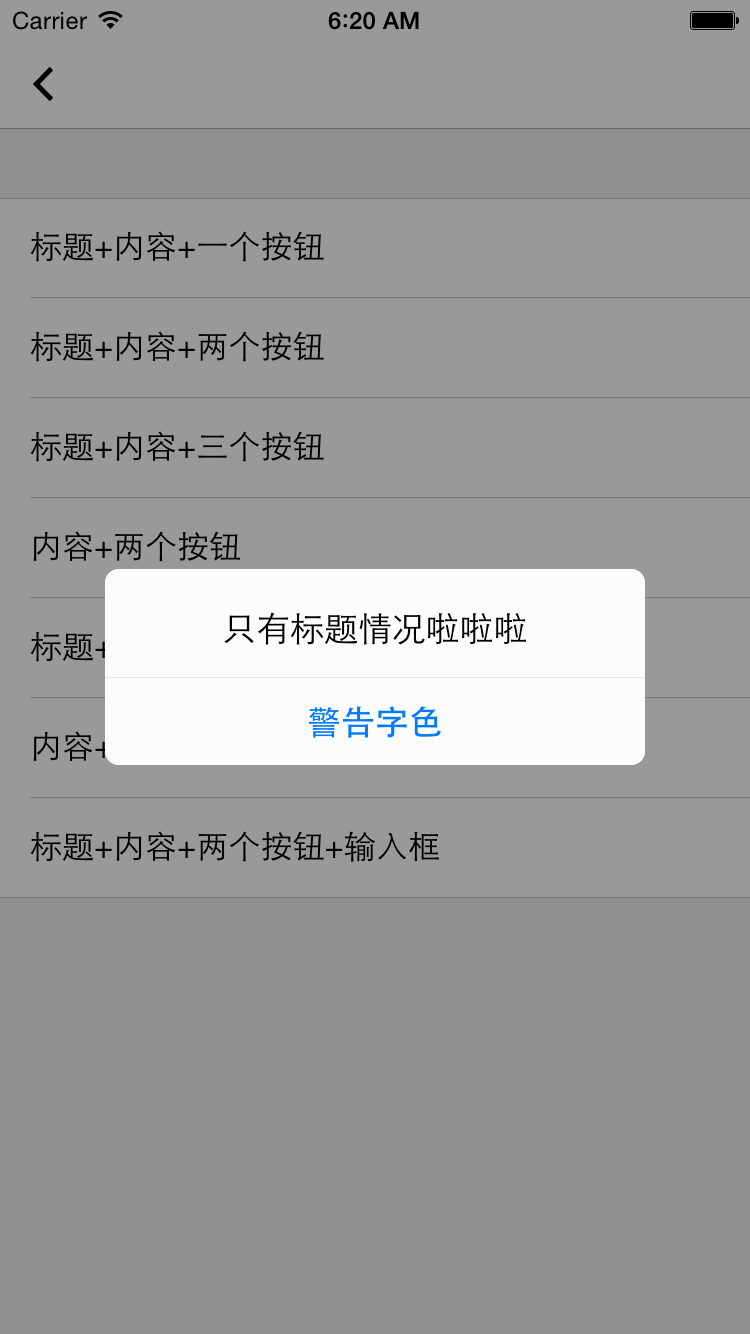 Carrier 6:20 AM
标题+内容+一个按钮
标题+内容+两个按钮
标题+内容+三个按钮
内容+两个按钮
只有标题情况啦啦啦
标题+
警告字色
内容+
标题+内容+两个按钮+输入框